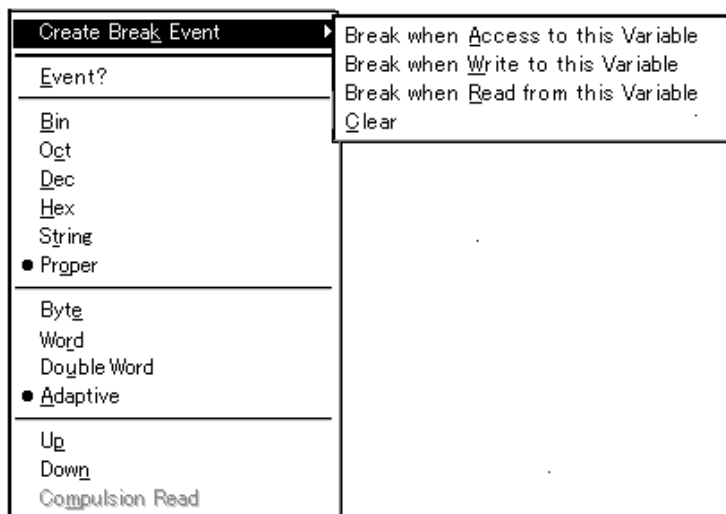 Create Break Event
Break when Access to this Variable
Break when Write to this Variable
Break when Read from this Variable
Clear
Event?
Bin
Oct
Dec
Hex
String
Proper
Byte
Word
Double Word
Adaptive
Up
Down
Compulsion Read